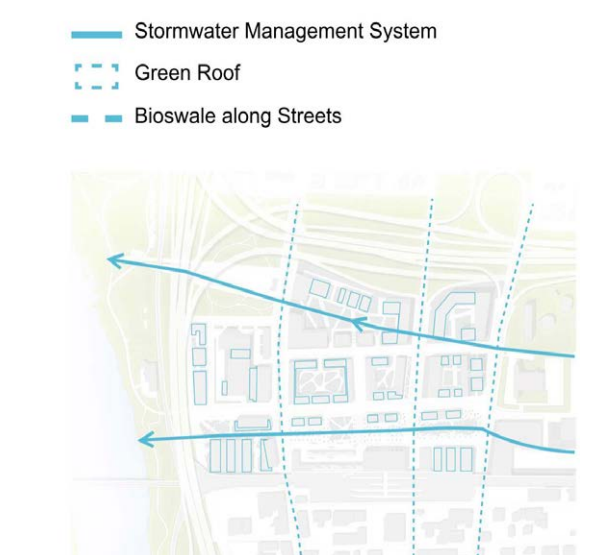 Stormwater Management System
Green Roof
Bioswale along Streets